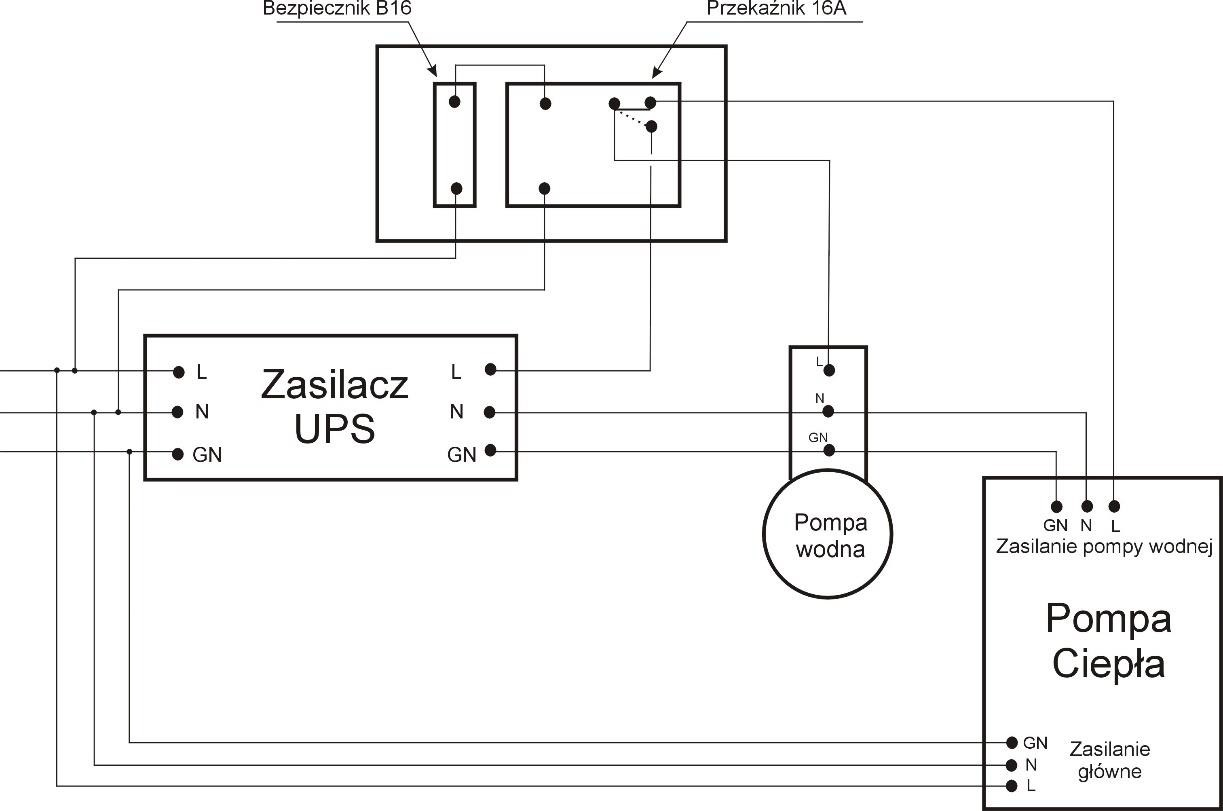 Bezpiecznik B16
Przekaźnik 16A
L
Zasilacz
L
N
UPS
N
GN
GN
L
N
GN
Pompa
wodna
GN N L
Zasilanie pompy wodnej
Pompa
Ciepła
GN
Zasilanie
N
główne
L